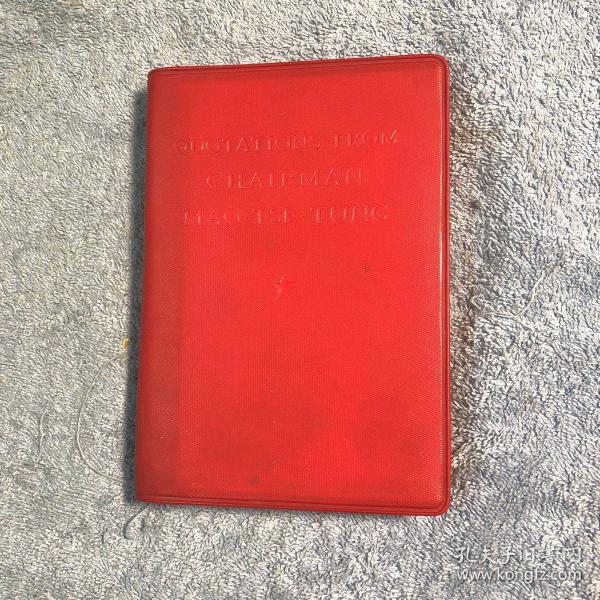 QUOTATIONS FROM
CHAIRMAN
MAO TSE-TUNG
孔夫子旧书网
www.kongfz.com